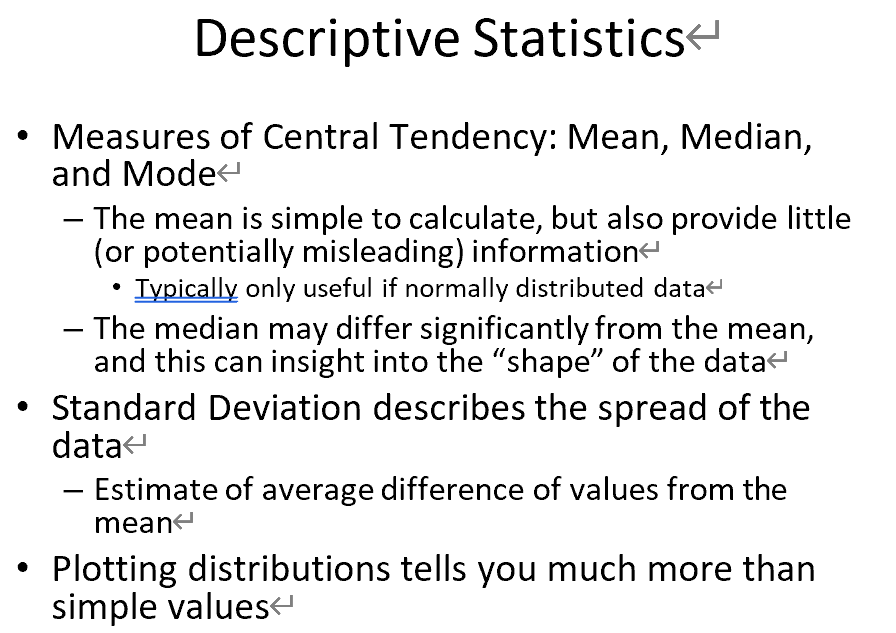 Descriptive Statistics↵
• Measures of Central Tendency: Mean, Median,
and Mode↵
– The mean is simple to calculate, but also provide little
(or potentially misleading) information↵
• Typically only useful if normally distributed data↵
– The median may differ significantly from the mean,
and this can insight into the “shape” of the data↵
• Standard Deviation describes the spread of the
data↵
– Estimate of average difference of values from the
mean↵
• Plotting distributions tells you much more than
simple values↵